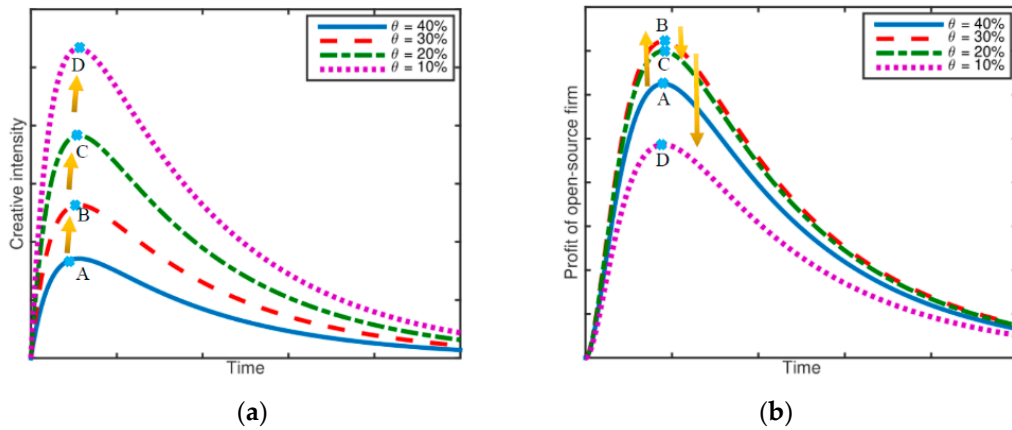 Creative intensity
θ = 40%
θ = 30%
θ = 20%
θ = 10%
D
C
B
A
Time
(a)
Profit of open-source firm
θ = 40%
θ = 30%
θ = 20%
θ = 10%
B
C
A
D
Time
(b)